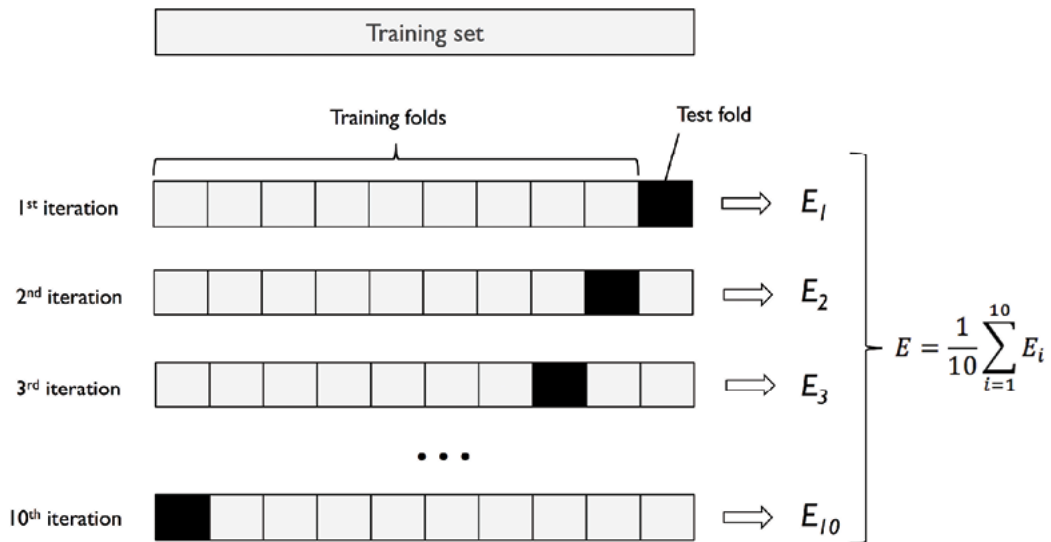 Training set
Training folds
Test fold
1st iteration
E1
2nd iteration
E2
3rd iteration
E3
...
10th iteration
E10
E = 1/10 ∑_{i=1}^{10} E_i